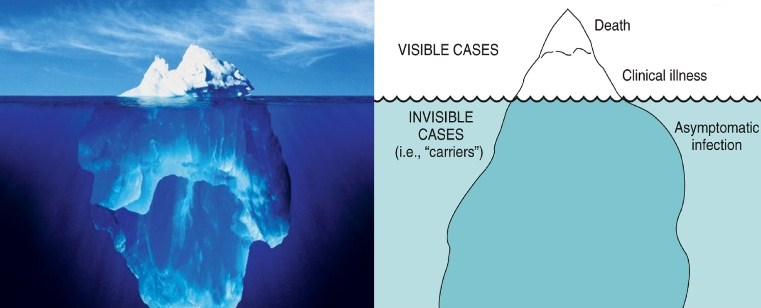 Death
VISIBLE CASES
Clinical illness
INVISIBLE
CASES
(i.e., “carriers”)
Asymptomatic
infection